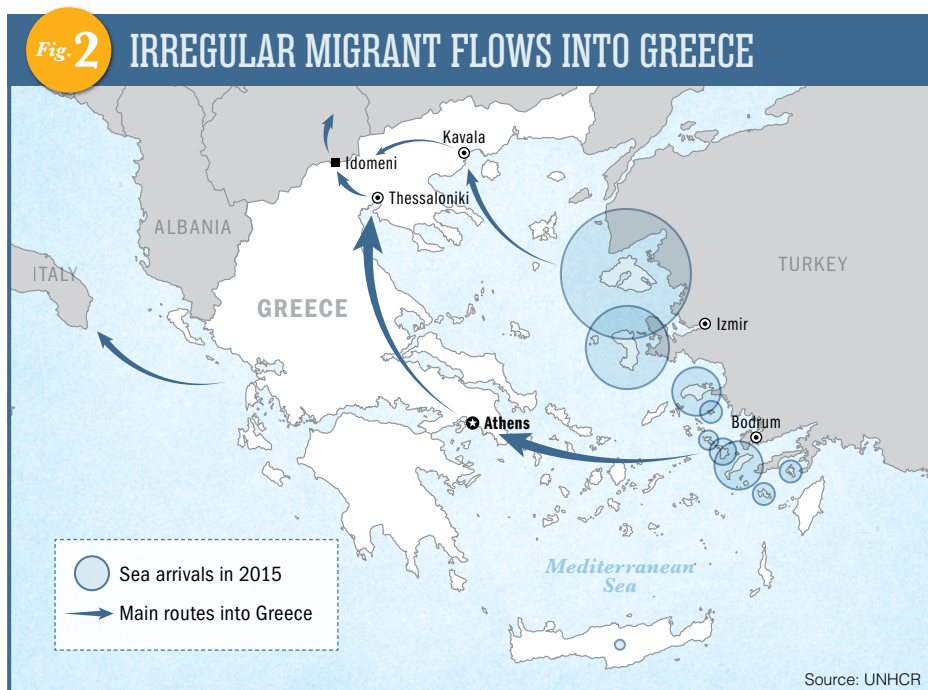 Fig. 2
IRREGULAR MIGRANT FLOWS INTO GREECE
Kavala
Idomeni
Thessaloniki
ALBANIA
ITALY
TURKEY
GREECE
Izmir
Athens
Bodrum
Mediterranean
Sea
Sea arrivals in 2015
Main routes into Greece
Source: UNHCR